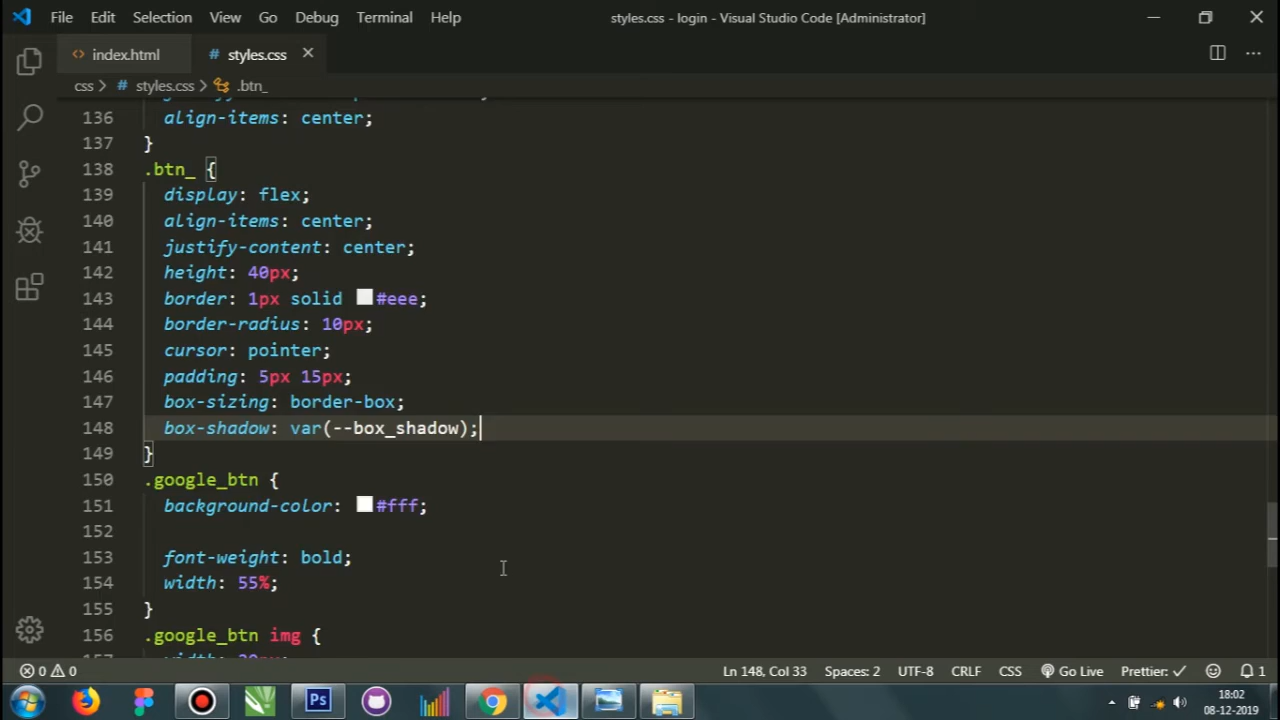 File Edit Selection View Go Debug Terminal Help styles.css - login - Visual Studio Code [Administrator]
index.html # styles.css
css > # styles.css > .btn_
136 align-items: center;
137 }
138 .btn_ {
139 display: flex;
140 align-items: center;
141 justify-content: center;
142 height: 40px;
143 border: 1px solid #eee;
144 border-radius: 10px;
145 cursor: pointer;
146 padding: 5px 15px;
147 box-sizing: border-box;
148 box-shadow: var(--box_shadow);
149 }
150 .google_btn {
151 background-color: #fff;
152
153 font-weight: bold;
154 width: 55%;
155 }
156 .google_btn img {
0 0 Ln 148, Col 33 Spaces: 2 UTF-8 CRLF CSS Go Live Prettier: ✓ 1
Ps 18:02
08-12-2019